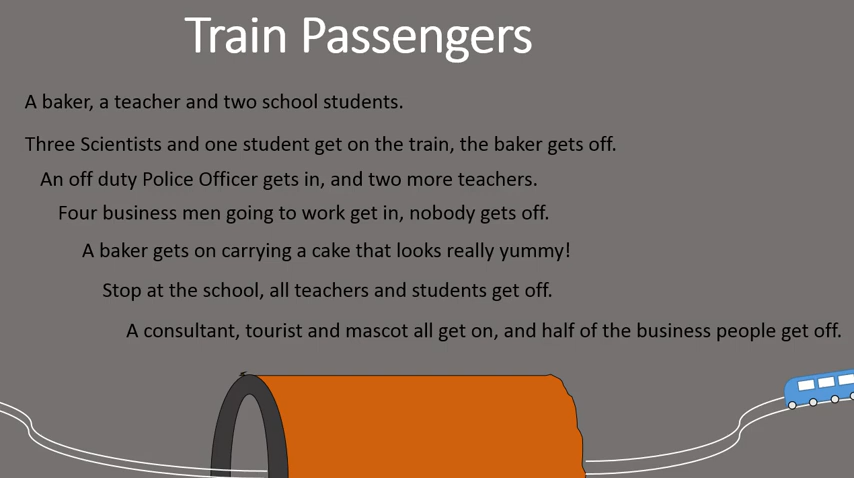 Train Passengers
A baker, a teacher and two school students.
Three Scientists and one student get on the train, the baker gets off.
An off duty Police Officer gets in, and two more teachers.
Four business men going to work get in, nobody gets off.
A baker gets on carrying a cake that looks really yummy!
Stop at the school, all teachers and students get off.
A consultant, tourist and mascot all get on, and half of the business people get off.